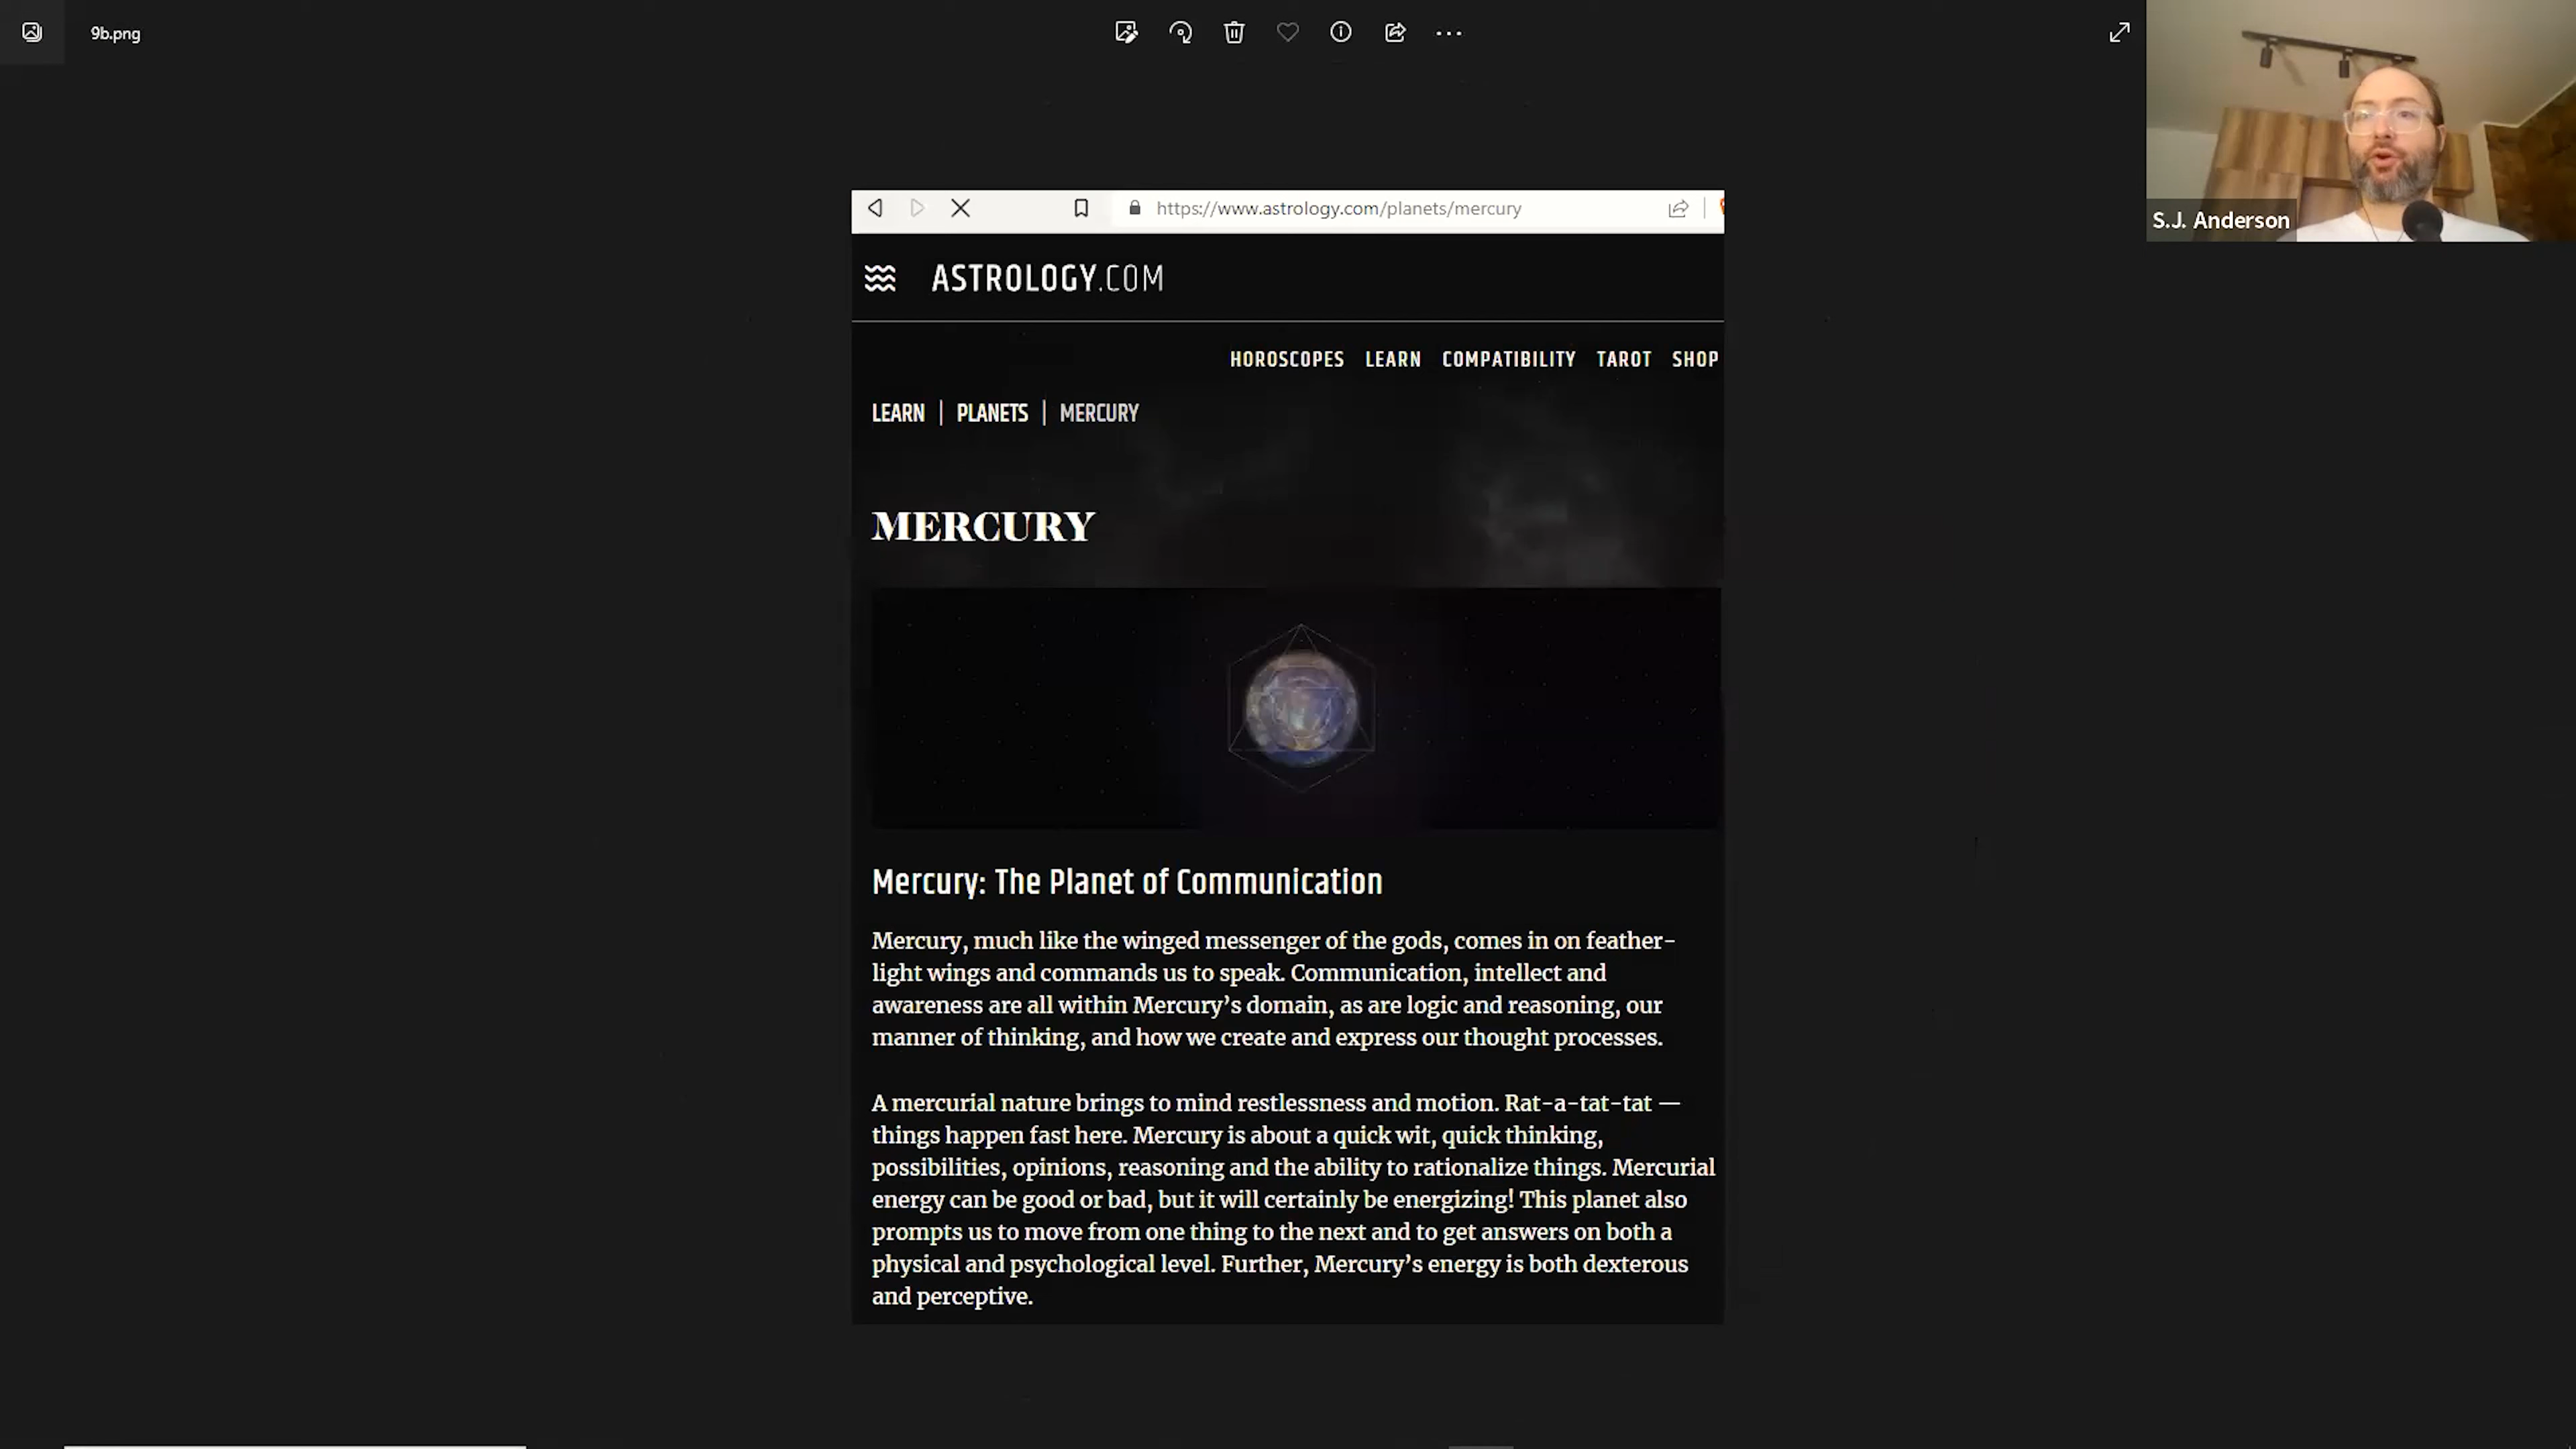 9b.png
S.J. Anderson
https://www.astrology.com/planets/mercury
ASTROLOGY.COM
HOROSCOPES LEARN COMPATIBILITY TAROT SHOP
LEARN | PLANETS | MERCURY
MERCURY
Mercury: The Planet of Communication
Mercury, much like the winged messenger of the gods, comes in on feather-
light wings and commands us to speak. Communication, intellect and
awareness are all within Mercury’s domain, as are logic and reasoning, our
manner of thinking, and how we create and express our thought processes.
A mercurial nature brings to mind restlessness and motion. Rat-a-tat-tat —
things happen fast here. Mercury is about a quick wit, quick thinking,
possibilities, opinions, reasoning and the ability to rationalize things. Mercurial
energy can be good or bad, but it will certainly be energizing! This planet also
prompts us to move from one thing to the next and to get answers on both a
physical and psychological level. Further, Mercury’s energy is both dexterous
and perceptive.